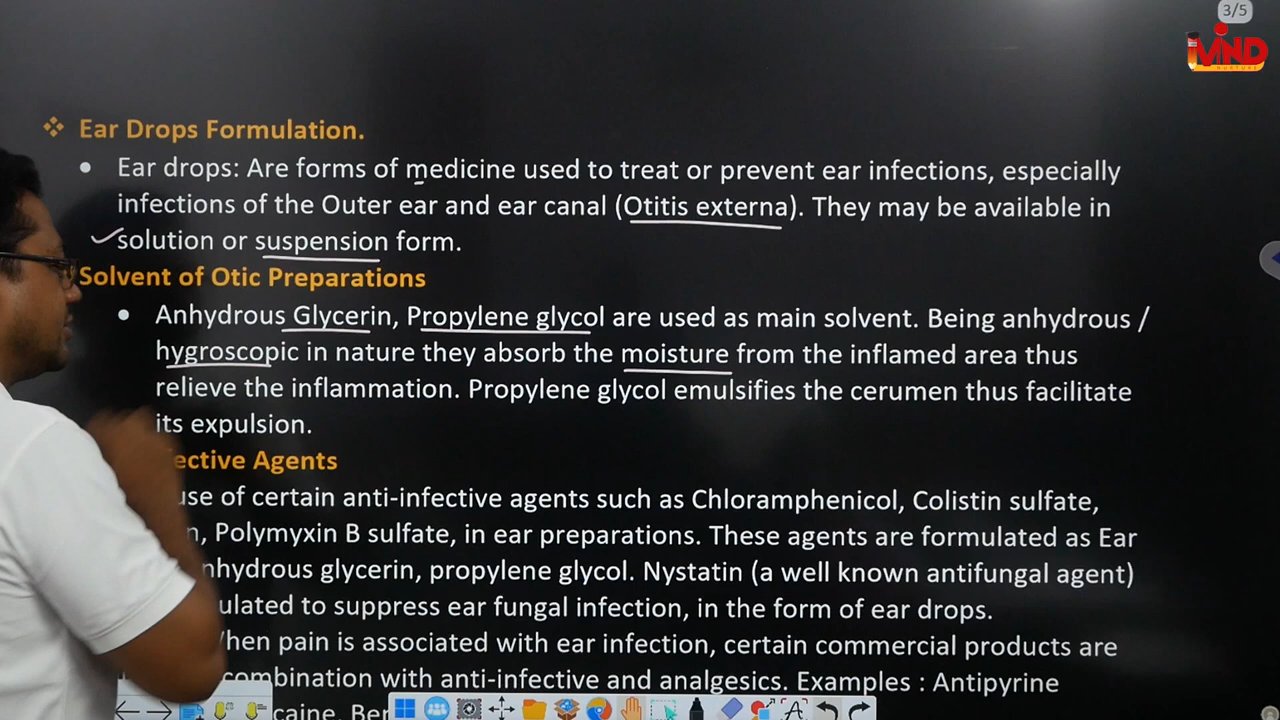 3/5
MIND
NURTURE
❖ Ear Drops Formulation.
• Ear drops: Are forms of medicine used to treat or prevent ear infections, especially
infections of the Outer ear and ear canal (Otitis externa). They may be available in
solution or suspension form.
Solvent of Otic Preparations
• Anhydrous Glycerin, Propylene glycol are used as main solvent. Being anhydrous /
hygroscopic in nature they absorb the moisture from the inflamed area thus
relieve the inflammation. Propylene glycol emulsifies the cerumen thus facilitate
its expulsion.
ective Agents
use of certain anti-infective agents such as Chloramphenicol, Colistin sulfate,
n, Polymyxin B sulfate, in ear preparations. These agents are formulated as Ear
nhydrous glycerin, propylene glycol. Nystatin (a well known antifungal agent)
ulated to suppress ear fungal infection, in the form of ear drops.
hen pain is associated with ear infection, certain commercial products are
combination with anti-infective and analgesics. Examples : Antipyrine
caine, Ber